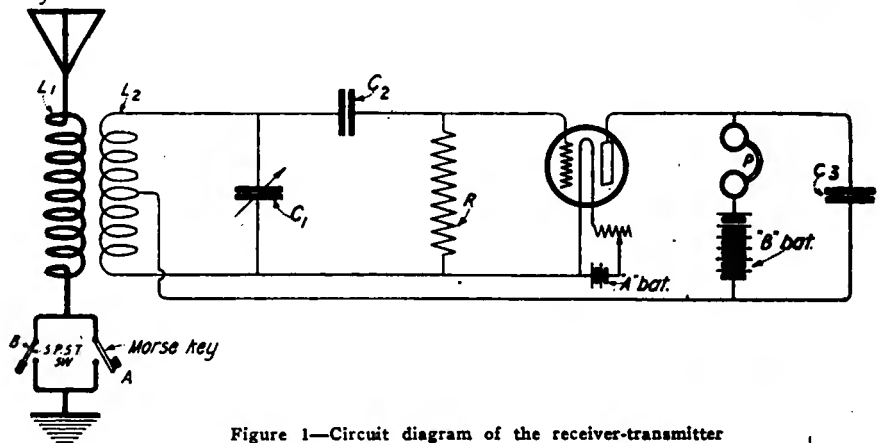 L1
L2
C2
C1
R
P
C3
"B" bat.
"A" bat.
B
S.P.S.T
SW
Morse key
A
Figure 1—Circuit diagram of the receiver-transmitter